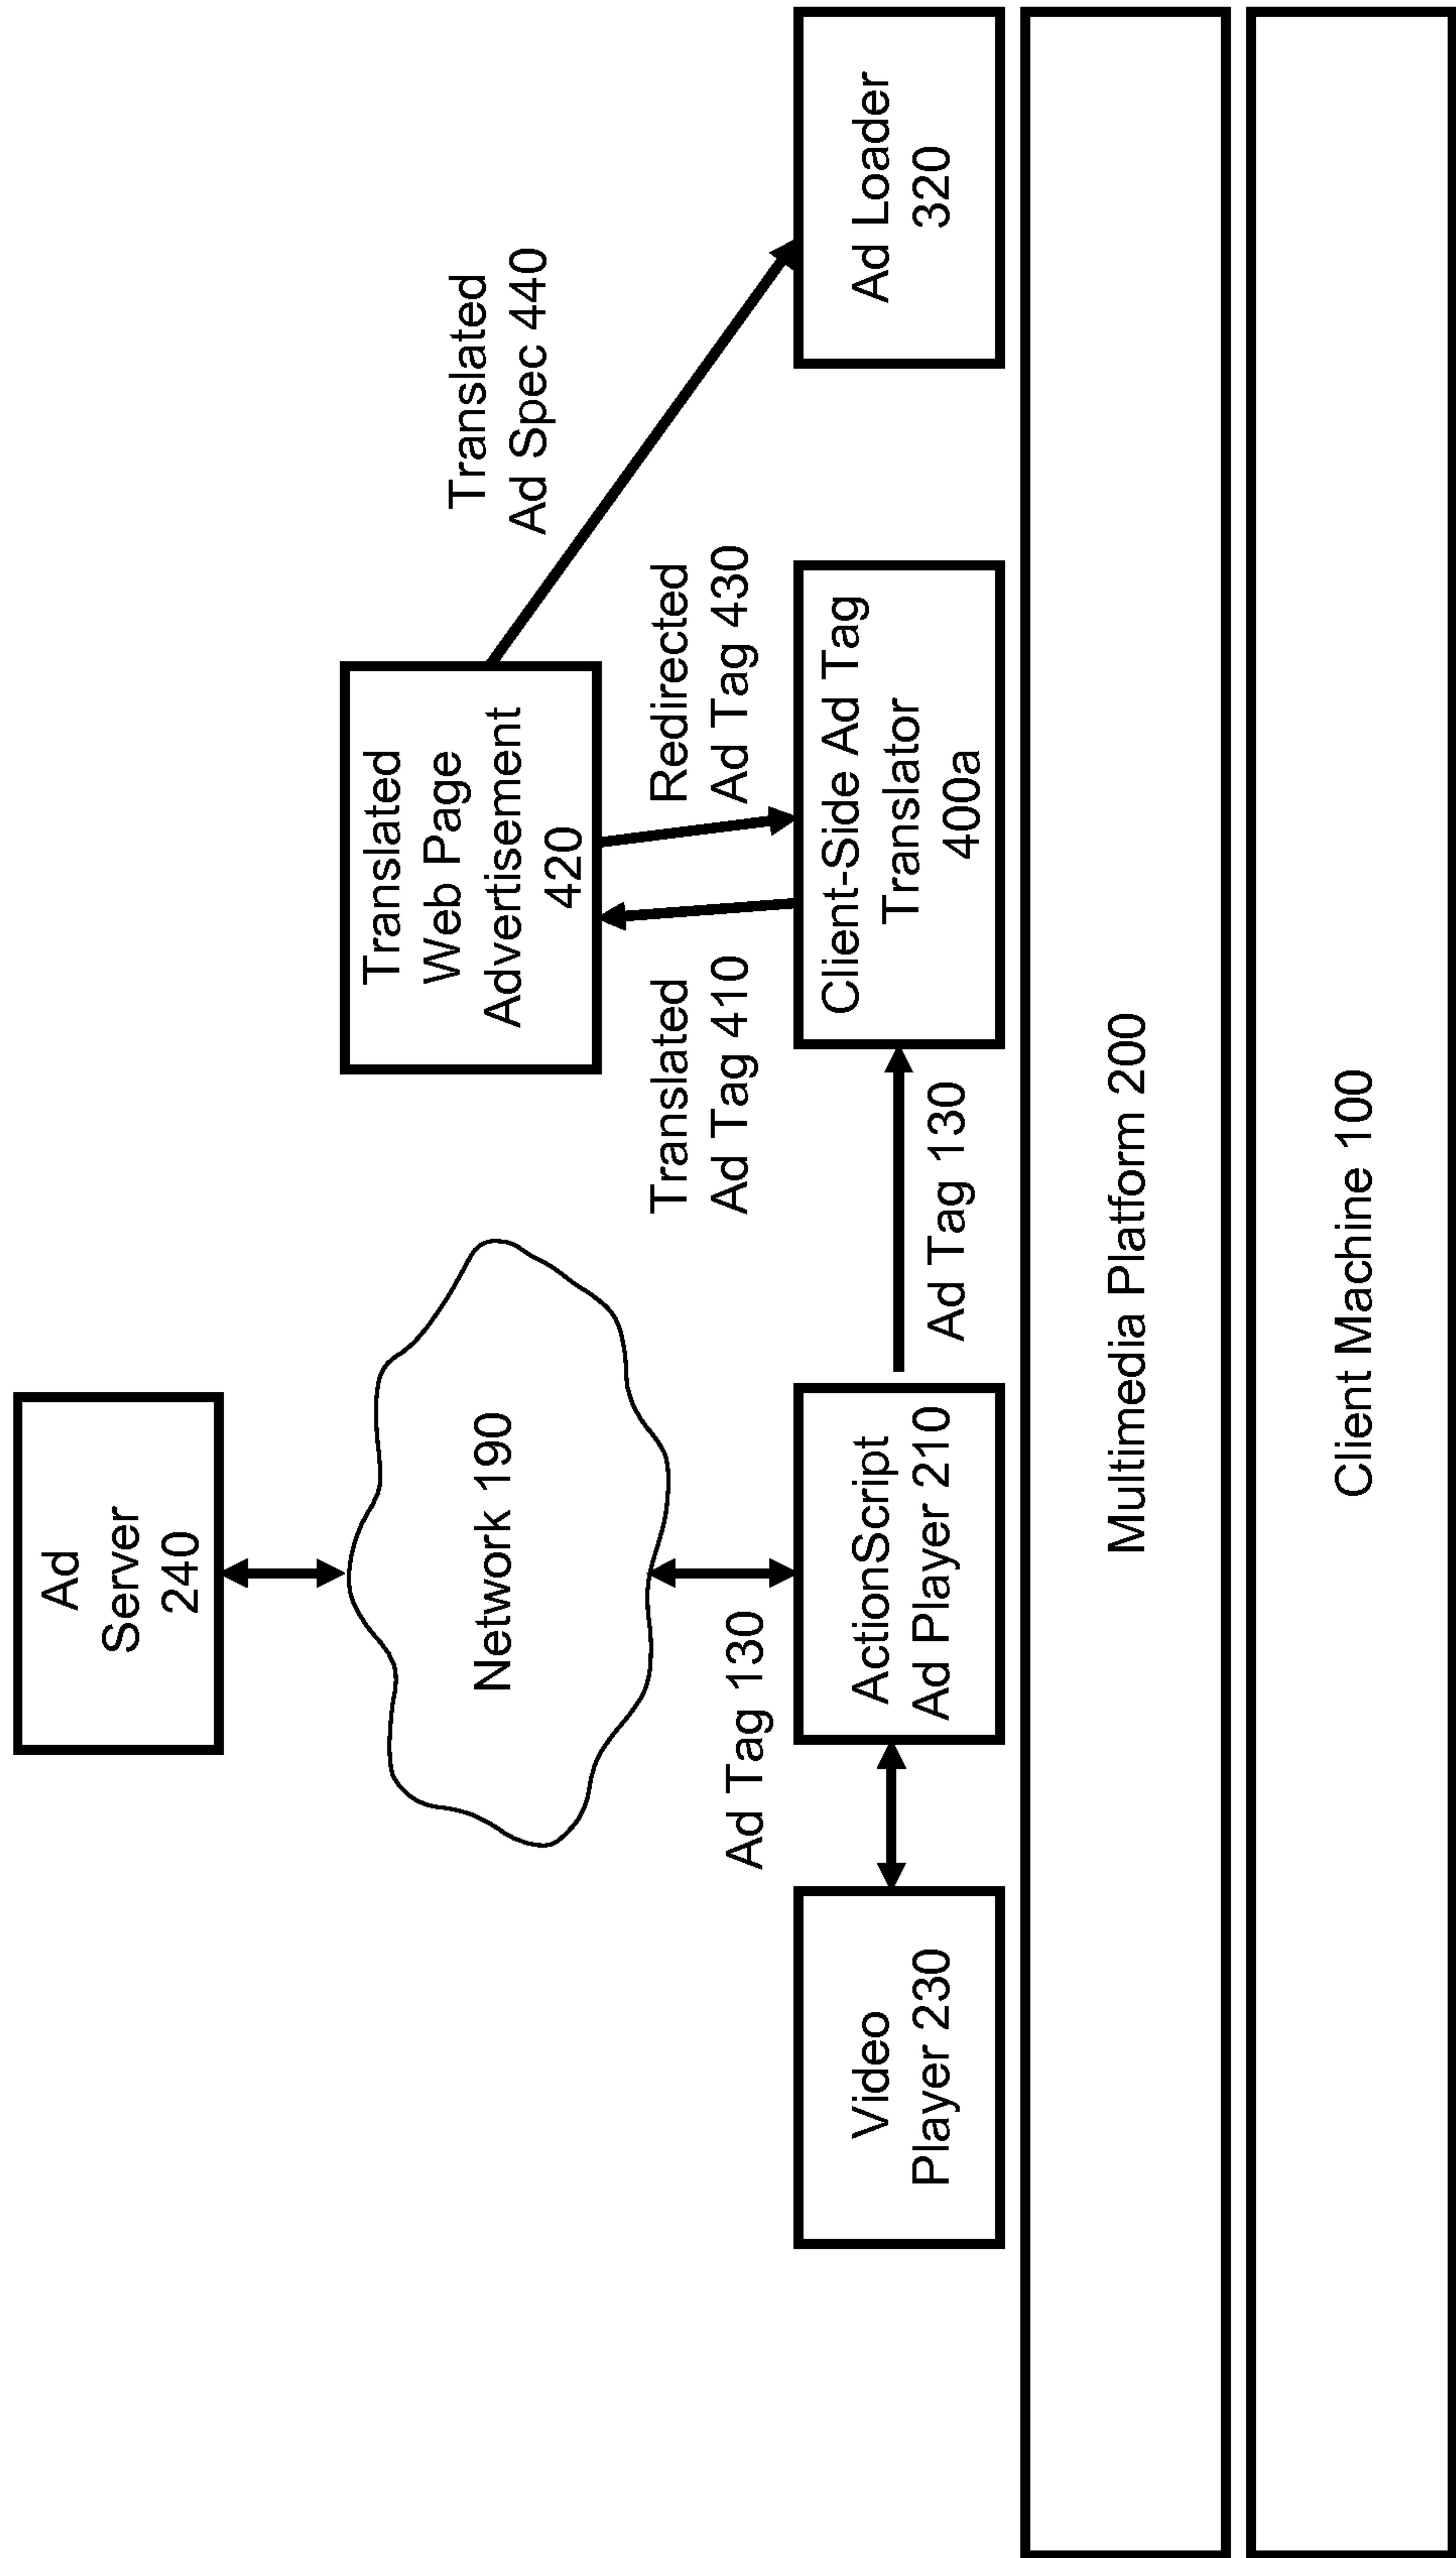 Ad
Server
240
Network 190
Translated
Web Page
Advertisement
420
Translated
Ad Spec 440
Ad Tag 130
Translated
Ad Tag 410
Redirected
Ad Tag 430
Video
Player 230
ActionScript
Ad Player 210
Ad Tag 130
Client-Side Ad Tag
Translator
400a
Ad Loader
320
Multimedia Platform 200
Client Machine 100